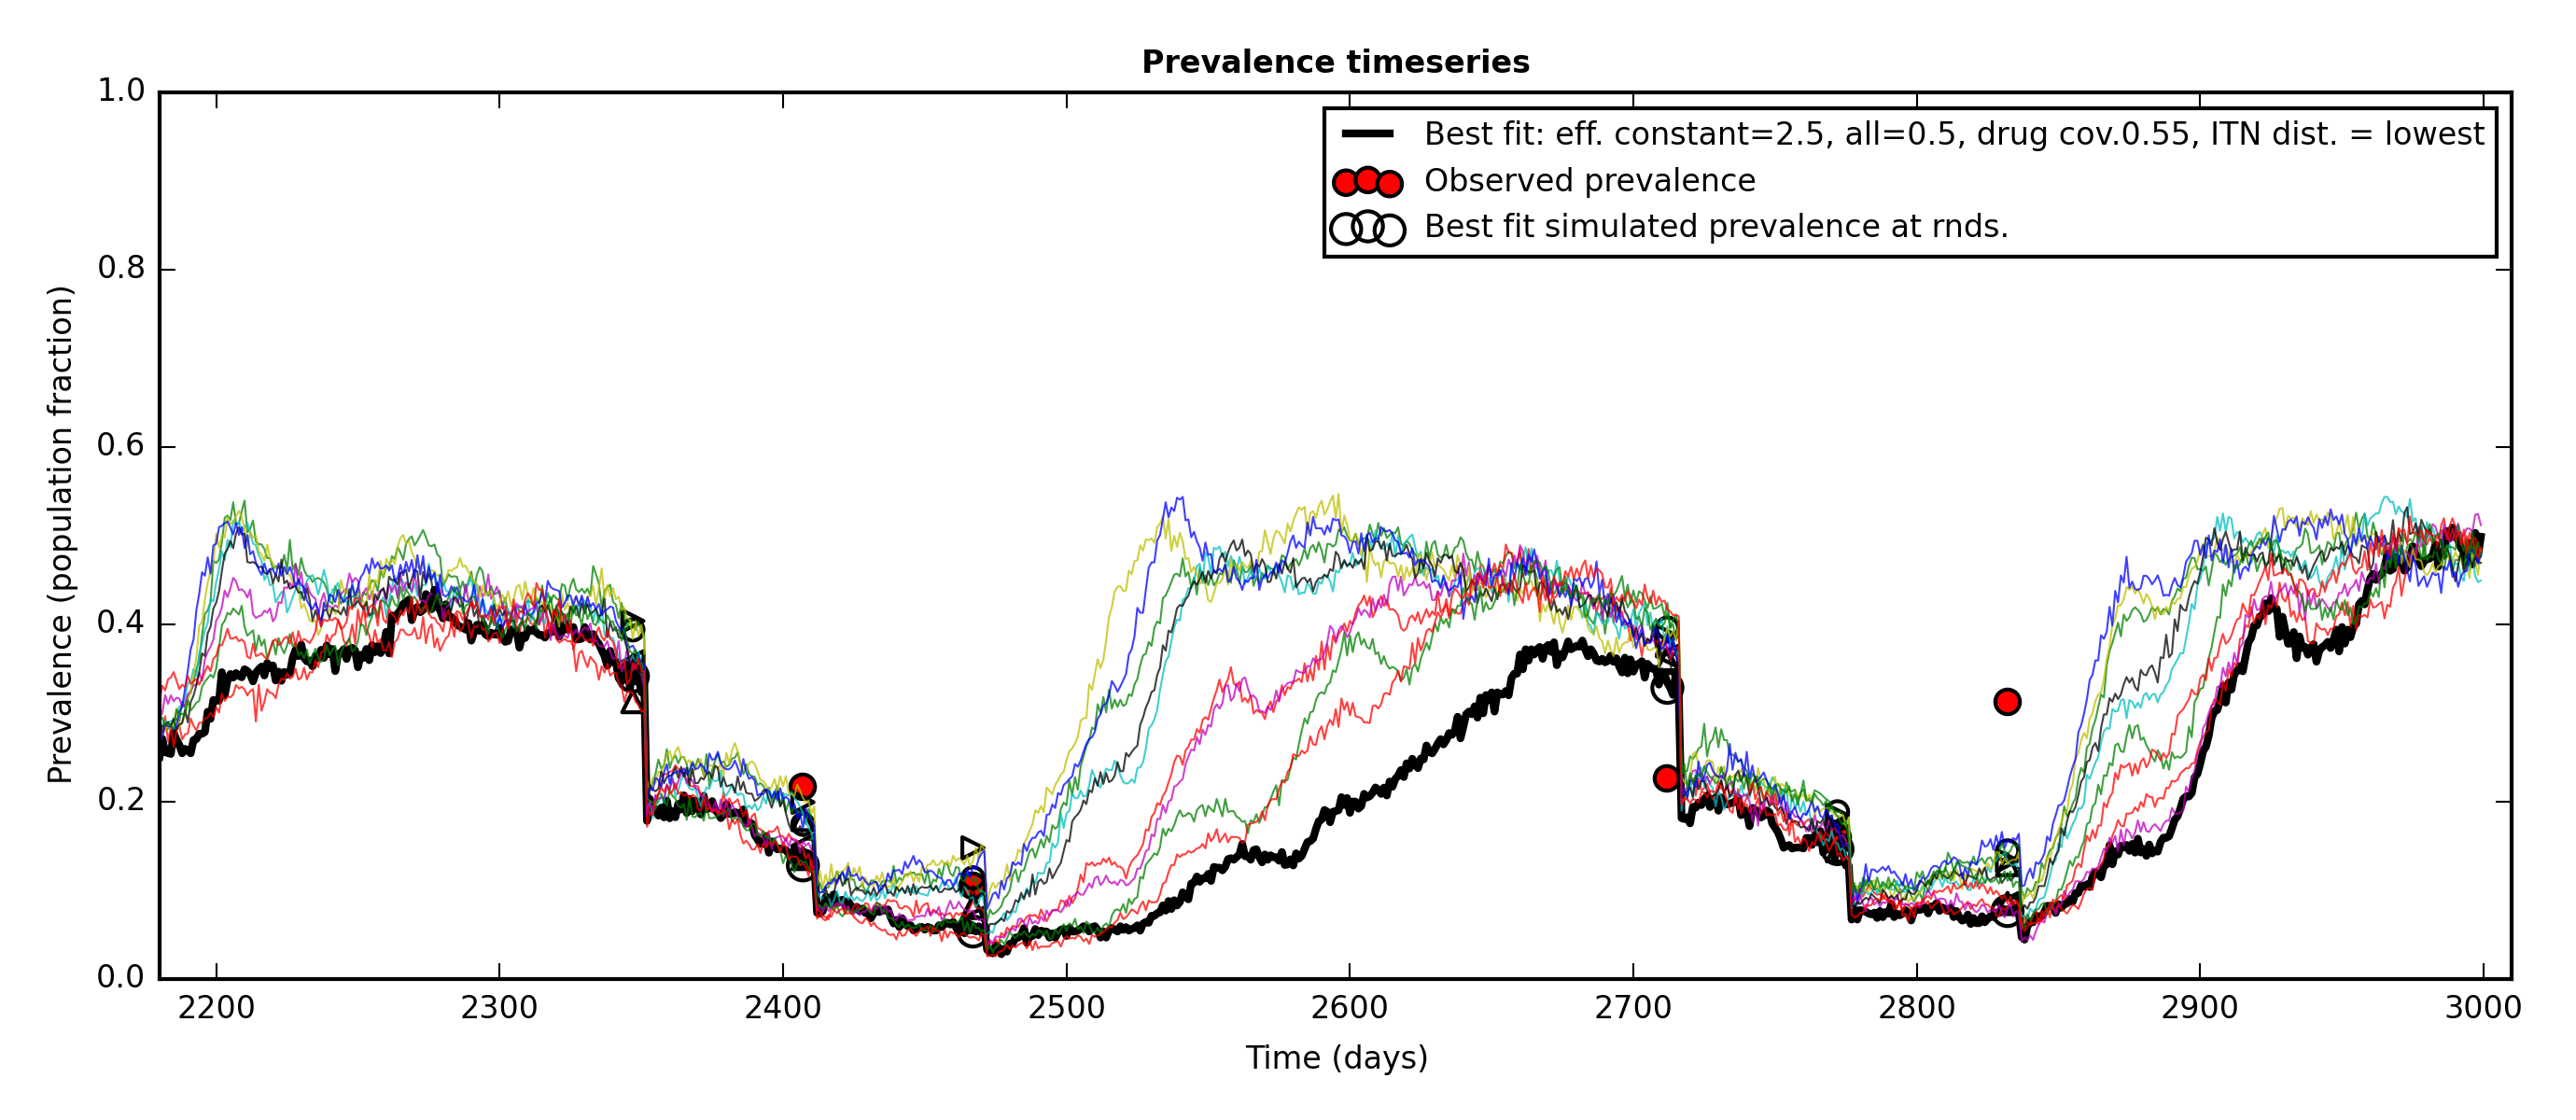 Prevalence timeseries
Best fit: eff. constant=2.5, all=0.5, drug cov.0.55, ITN dist. = lowest
Observed prevalence
Best fit simulated prevalence at rnds.
Prevalence (population fraction)
1.0
0.8
0.6
0.4
0.2
0.0
2200 2300 2400 2500 2600 2700 2800 2900 3000
Time (days)